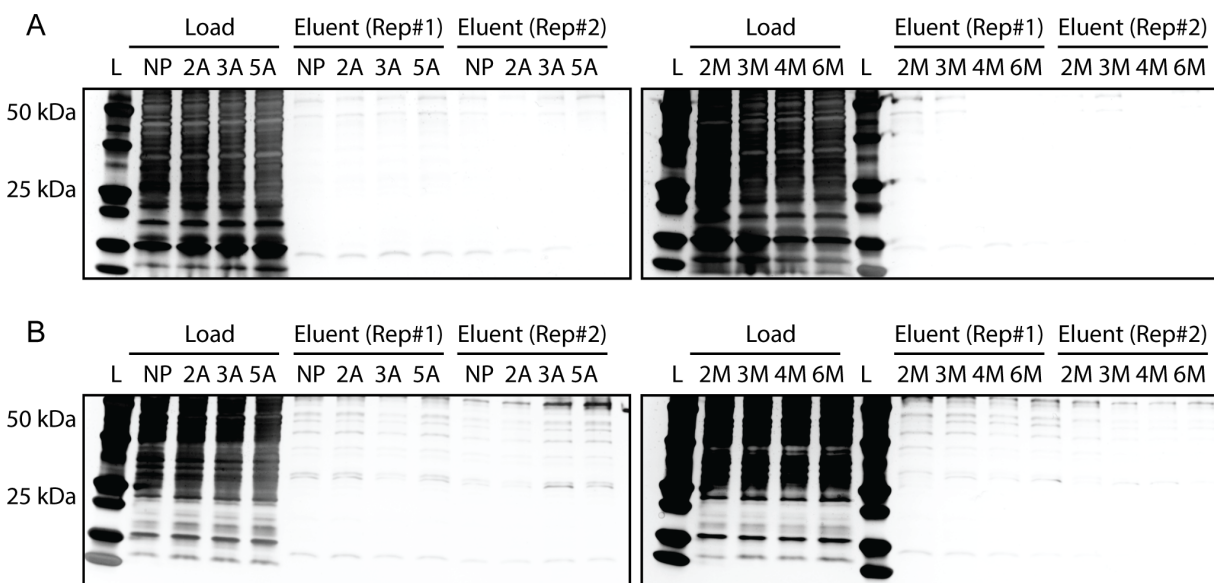 A
Load Eluent (Rep#1) Eluent (Rep#2) Load Eluent (Rep#1) Eluent (Rep#2)
L NP 2A 3A 5A NP 2A 3A 5A NP 2A 3A 5A L 2M 3M 4M 6M L 2M 3M 4M 6M 2M 3M 4M 6M
50 kDa
25 kDa
B
Load Eluent (Rep#1) Eluent (Rep#2) Load Eluent (Rep#1) Eluent (Rep#2)
L NP 2A 3A 5A NP 2A 3A 5A NP 2A 3A 5A L 2M 3M 4M 6M L 2M 3M 4M 6M 2M 3M 4M 6M
50 kDa
25 kDa